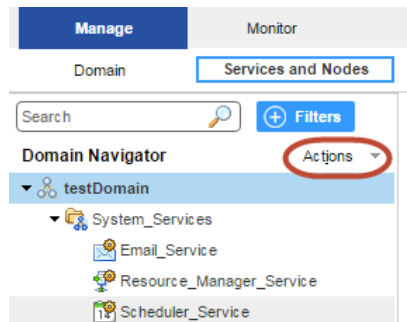 Manage Monitor
Domain Services and Nodes
Search Filters
Domain Navigator Actions
testDomain
System_Services
Email_Service
Resource_Manager_Service
Scheduler_Service